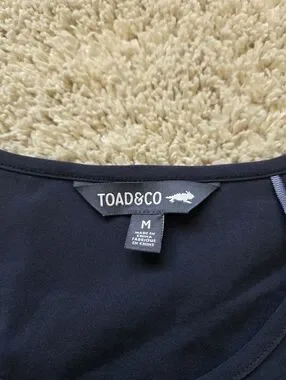 TOAD&CO
M
MADE IN
CHINA
FABRIQUÉ
EN CHINE